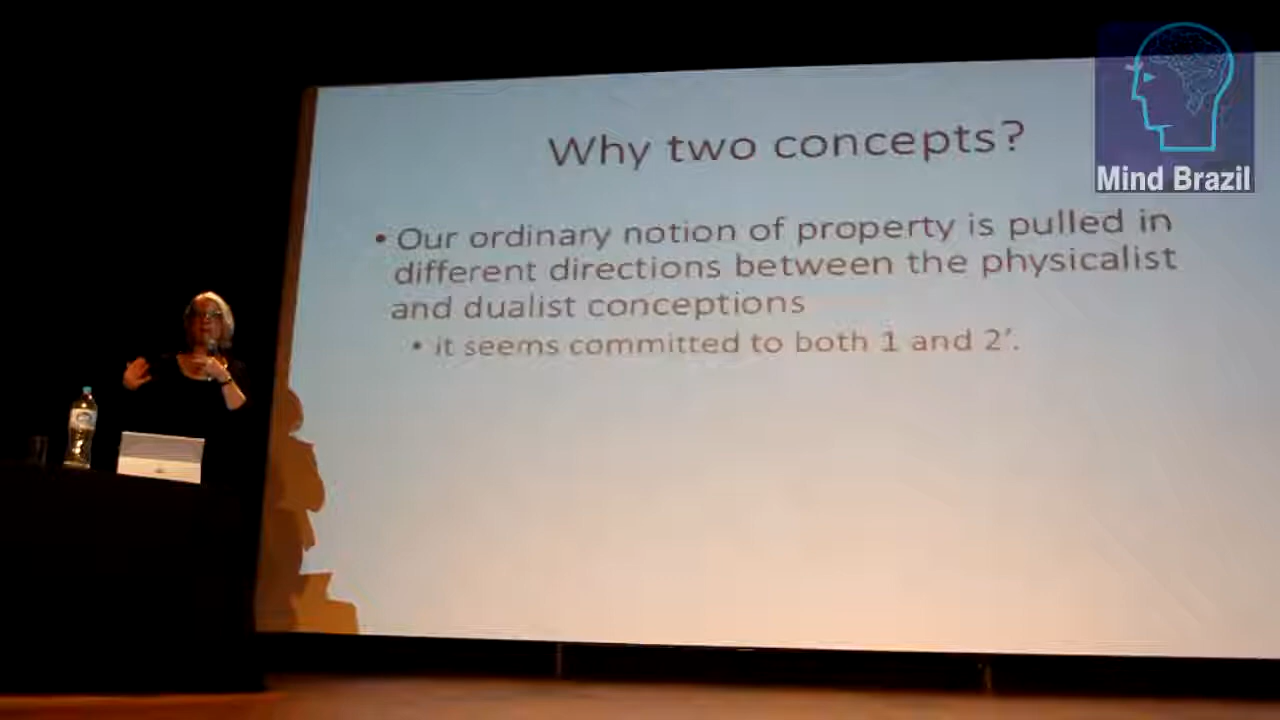 Why two concepts?
Mind Brazil
• Our ordinary notion of property is pulled in
different directions between the physicalist
and dualist conceptions
• it seems committed to both 1 and 2′.